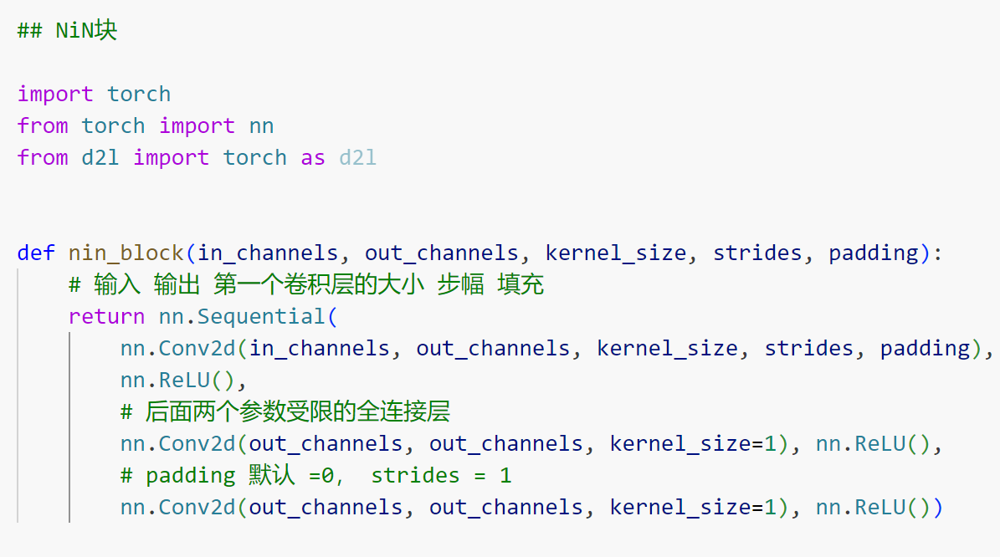 ## NiN块
import torch
from torch import nn
from d2l import torch as d2l
def nin_block(in_channels, out_channels, kernel_size, strides, padding):
# 输入 输出 第一个卷积层的大小 步幅 填充
return nn.Sequential(
nn.Conv2d(in_channels, out_channels, kernel_size, strides, padding),
nn.ReLU(),
# 后面两个参数受限的全连接层
nn.Conv2d(out_channels, out_channels, kernel_size=1), nn.ReLU(),
# padding 默认 =0， strides = 1
nn.Conv2d(out_channels, out_channels, kernel_size=1), nn.ReLU())